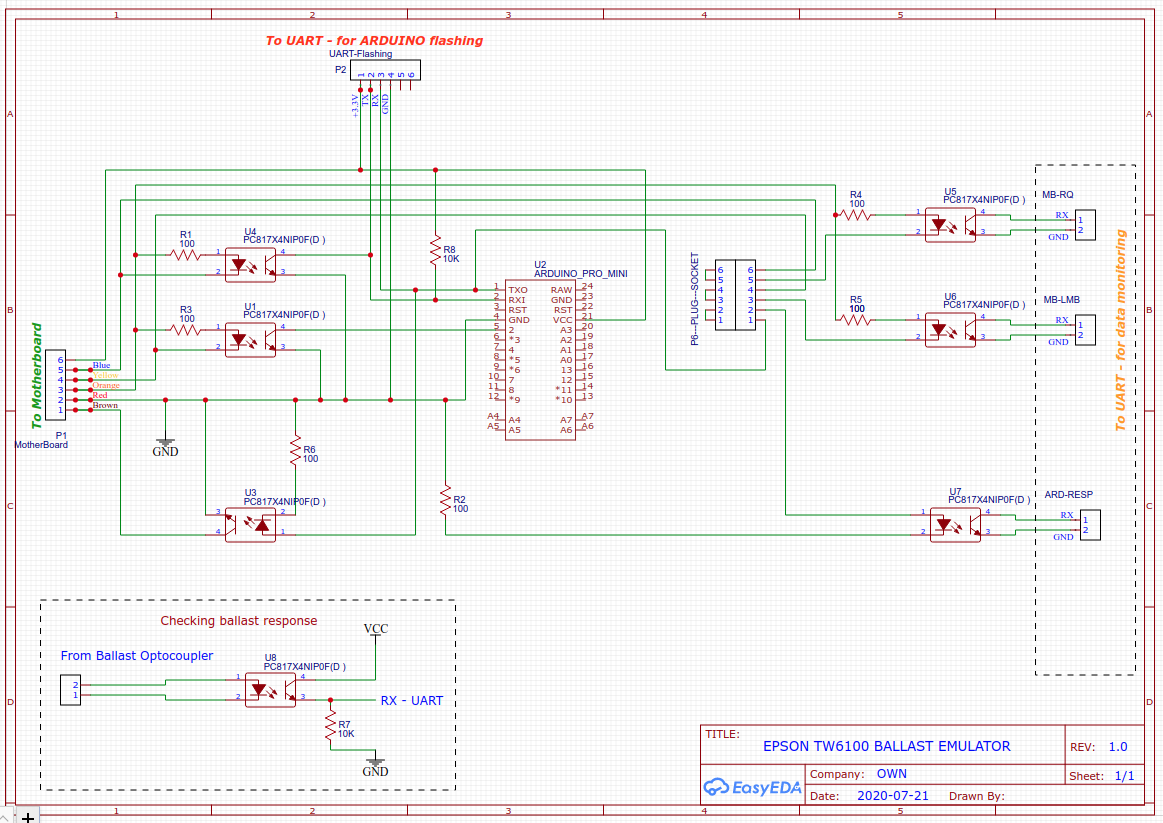 1 2 3 4 5
To UART - for ARDUINO flashing
UART-Flashing
P2
1 2 3 4 5 6
+3.3V TX RX GND
A A
R4
100
U5
PC817X4NIP0F(D )
1 4
2 3
MB-RQ
RX 1
GND 2
R1
100
U4
PC817X4NIP0F(D )
1 4
2 3
R8
10K
U2
ARDUINO_PRO_MINI
1 TXO RAW 24
2 RXI GND 23
3 RST RST 22
4 GND VCC 21
5 2 A3 20
6 *3 A2 19
7 4 A1 18
8 *5 A0 17
9 *6 13 16
10 7 12 15
11 8 *11 14
12 *9 *10 13
A4 A4 A7 A7
A5 A5 A6 A6
P6--PLUG---SOCKET
6 6
5 5
4 4
3 3
2 2
1 1
B B
R5
100
U6
PC817X4NIP0F(D )
1 4
2 3
MB-LMB
RX 1
GND 2
R3
100
U1
PC817X4NIP0F(D )
1 4
2 3
To Motherboard
6
5 Blue
4 Yellow
3 Orange
2 Red
1 Brown
P1
MotherBoard
To UART - for data monitoring
GND
R6
100
U3
PC817X4NIP0F(D )
3 2
4 1
R2
100
C C
U7
PC817X4NIP0F(D )
1 4
2 3
ARD-RESP
RX 1
GND 2
Checking ballast response
VCC
From Ballast Optocoupler
U8
PC817X4NIP0F(D )
2 1 4
1 2 3
RX - UART
R7
10K
GND
D D
TITLE:
EPSON TW6100 BALLAST EMULATOR
REV: 1.0
EasyEDA
Company: OWN
Sheet: 1/1
Date: 2020-07-21 Drawn By:
1 2 3 4 5